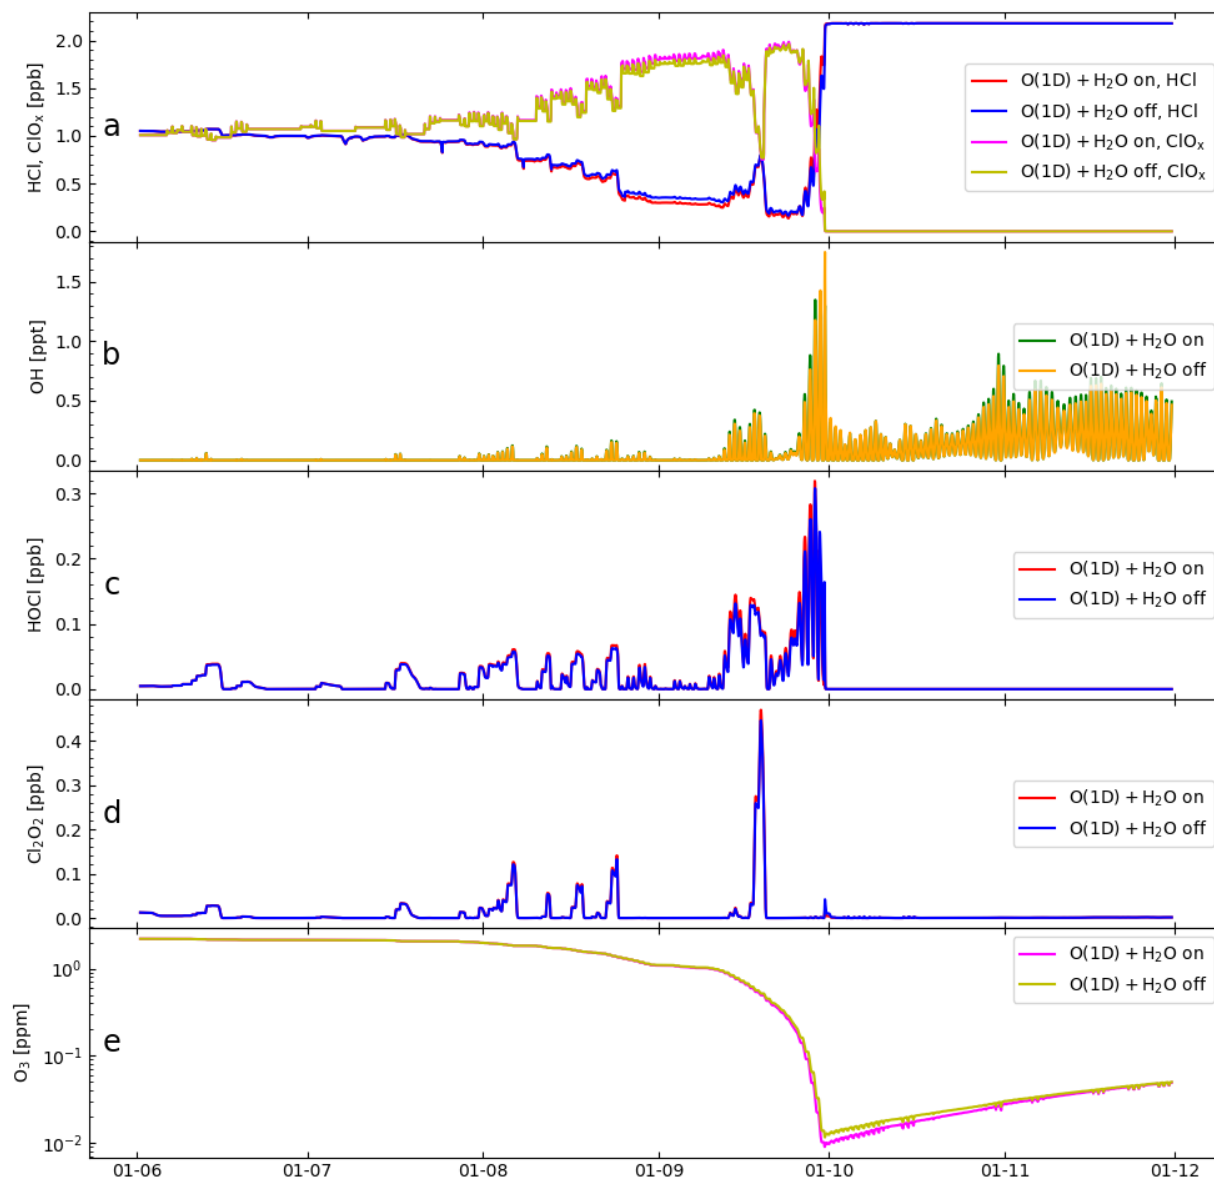 a
HCl, ClOx [ppb]
2.0
1.5
1.0
0.5
0.0
O(1D) + H₂O on, HCl
O(1D) + H₂O off, HCl
O(1D) + H₂O on, ClOₓ
O(1D) + H₂O off, ClOₓ
b
OH [ppt]
1.5
1.0
0.5
0.0
O(1D) + H₂O on
O(1D) + H₂O off
c
HOCl [ppb]
0.3
0.2
0.1
0.0
O(1D) + H₂O on
O(1D) + H₂O off
d
Cl₂O₂ [ppb]
0.4
0.3
0.2
0.1
0.0
O(1D) + H₂O on
O(1D) + H₂O off
e
O₃ [ppm]
10⁰
10⁻¹
10⁻²
O(1D) + H₂O on
O(1D) + H₂O off
01-06 01-07 01-08 01-09 01-10 01-11 01-12